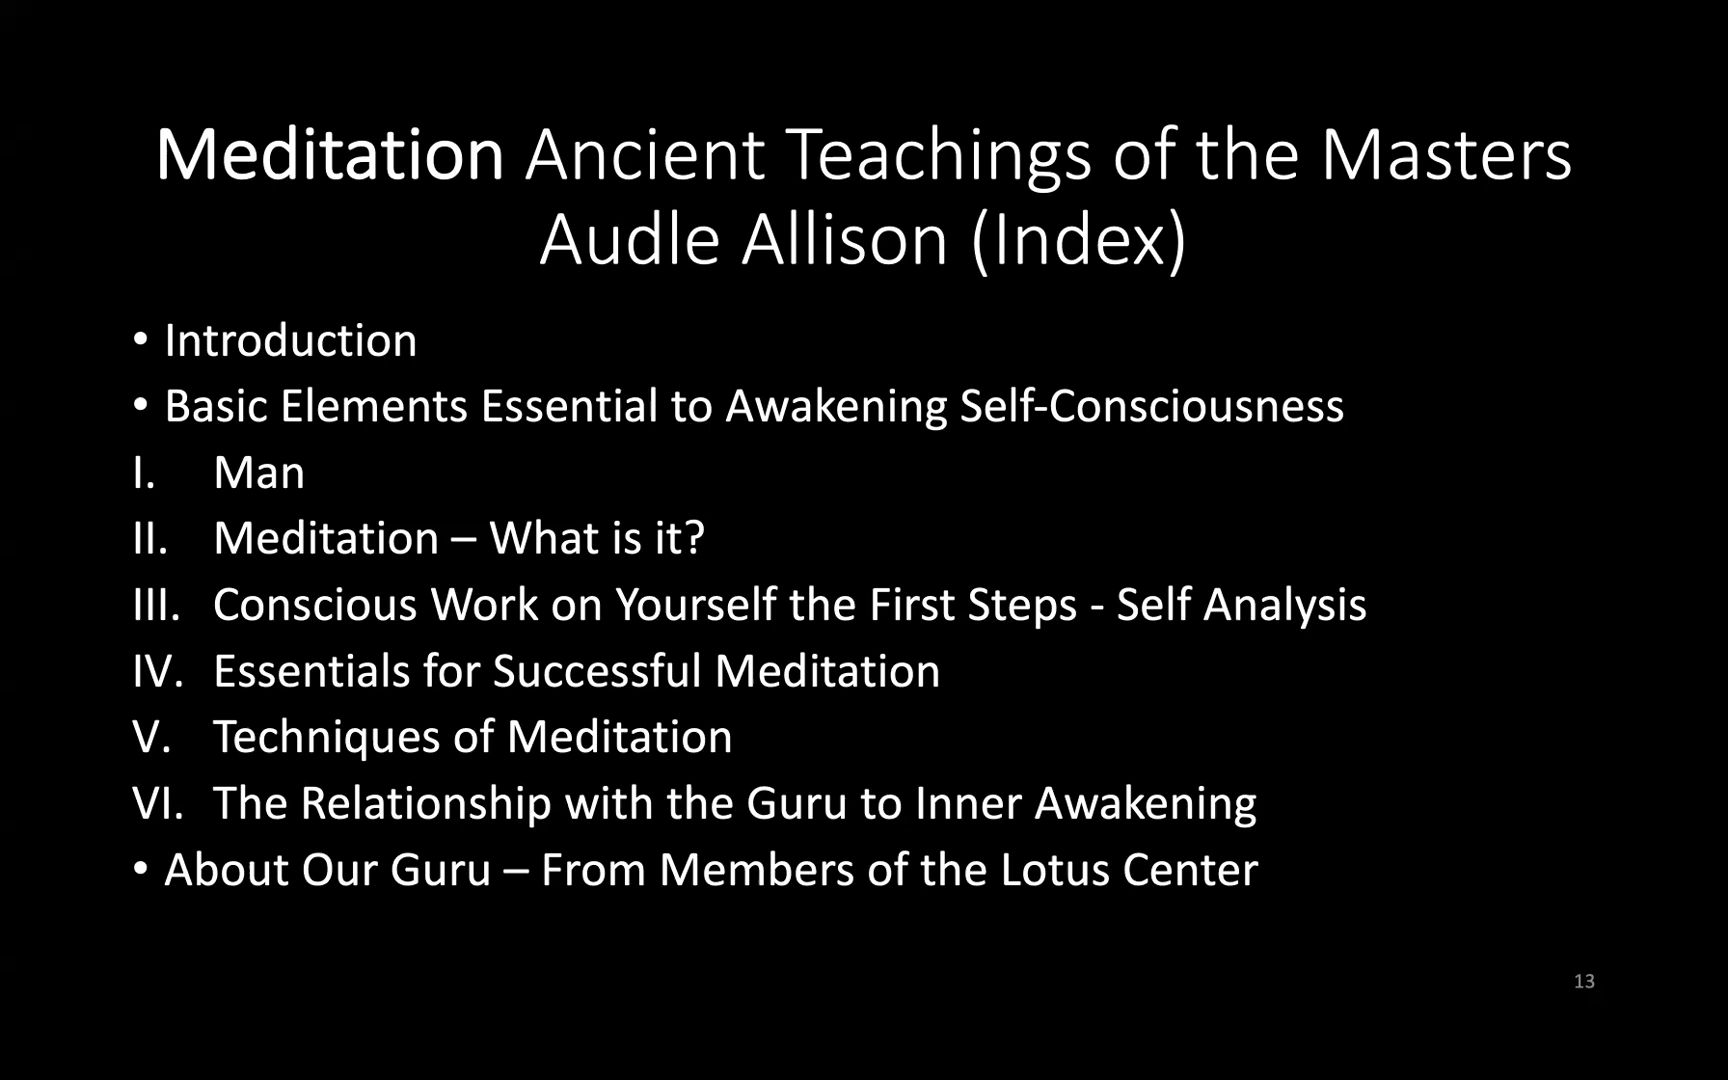 Meditation Ancient Teachings of the Masters
Audle Allison (Index)
• Introduction
• Basic Elements Essential to Awakening Self-Consciousness
I. Man
II. Meditation – What is it?
III. Conscious Work on Yourself the First Steps - Self Analysis
IV. Essentials for Successful Meditation
V. Techniques of Meditation
VI. The Relationship with the Guru to Inner Awakening
• About Our Guru – From Members of the Lotus Center
13